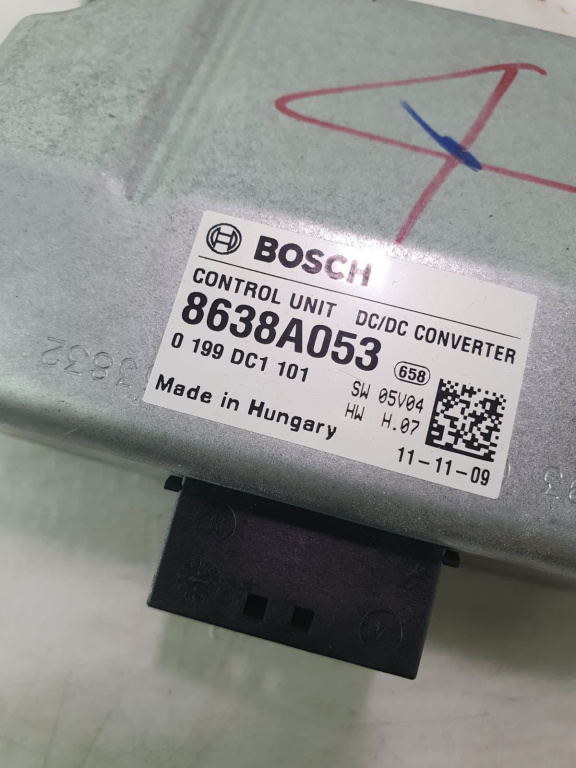 BOSCH
CONTROL UNIT DC/DC CONVERTER
8638A053
0 199 DC1 101
658
SW 05V04
HW H.07
Made in Hungary
11-11-09